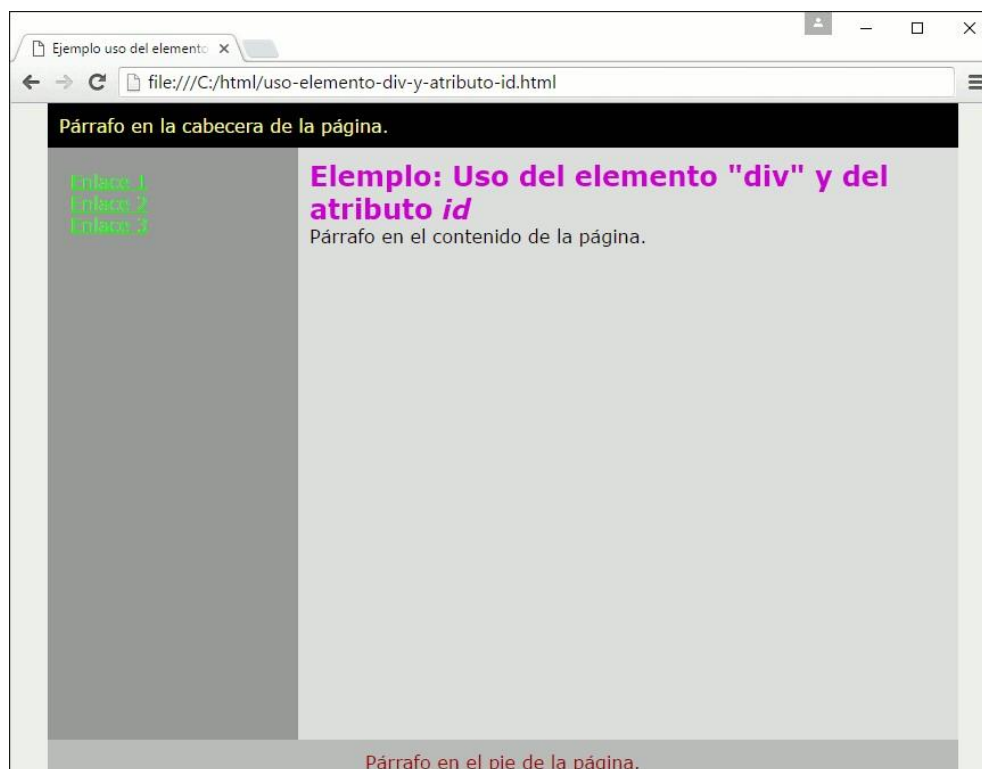 Ejemplo uso del elemento
file:///C:/html/uso-elemento-div-y-atributo-id.html
Párrafo en la cabecera de la página.
Enlace 1
Enlace 2
Enlace 3
Elemplo: Uso del elemento "div" y del
atributo id
Párrafo en el contenido de la página.
Párrafo en el pie de la página.